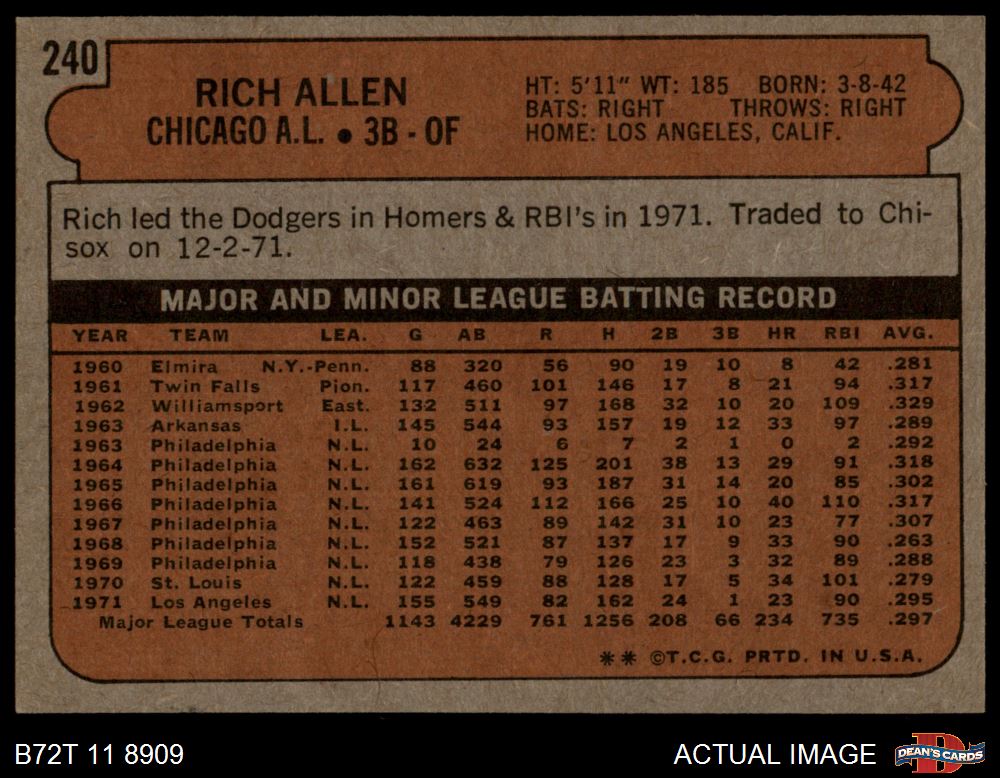 240
RICH ALLEN
CHICAGO A.L. • 3B - OF
HT: 5'11" WT: 185 BORN: 3-8-42
BATS: RIGHT THROWS: RIGHT
HOME: LOS ANGELES, CALIF.
Rich led the Dodgers in Homers & RBI's in 1971. Traded to Chi-
sox on 12-2-71.
MAJOR AND MINOR LEAGUE BATTING RECORD
YEAR TEAM LEA. G AB R H 2B 3B HR RBI AVG.
1960 Elmira N.Y.-Penn. 88 320 56 90 19 10 8 42 .281
1961 Twin Falls Pion. 117 460 101 146 17 8 21 94 .317
1962 Williamsport East. 132 511 97 168 32 10 20 109 .329
1963 Arkansas I.L. 145 544 93 157 19 12 33 97 .289
1963 Philadelphia N.L. 10 24 6 7 2 1 0 2 .292
1964 Philadelphia N.L. 162 632 125 201 38 13 29 91 .318
1965 Philadelphia N.L. 161 619 93 187 31 14 20 85 .302
1966 Philadelphia N.L. 141 524 112 166 25 10 40 110 .317
1967 Philadelphia N.L. 122 463 89 142 31 10 23 77 .307
1968 Philadelphia N.L. 152 521 87 137 17 9 33 90 .263
1969 Philadelphia N.L. 118 438 79 126 23 3 32 89 .288
1970 St. Louis N.L. 122 459 88 128 17 5 34 101 .279
1971 Los Angeles N.L. 155 549 82 162 24 1 23 90 .295
Major League Totals 1143 4229 761 1256 208 66 234 735 .297
** ©T.C.G. PRTD. IN U.S.A.
B72T 11 8909
ACTUAL IMAGE
DEAN'S CARDS